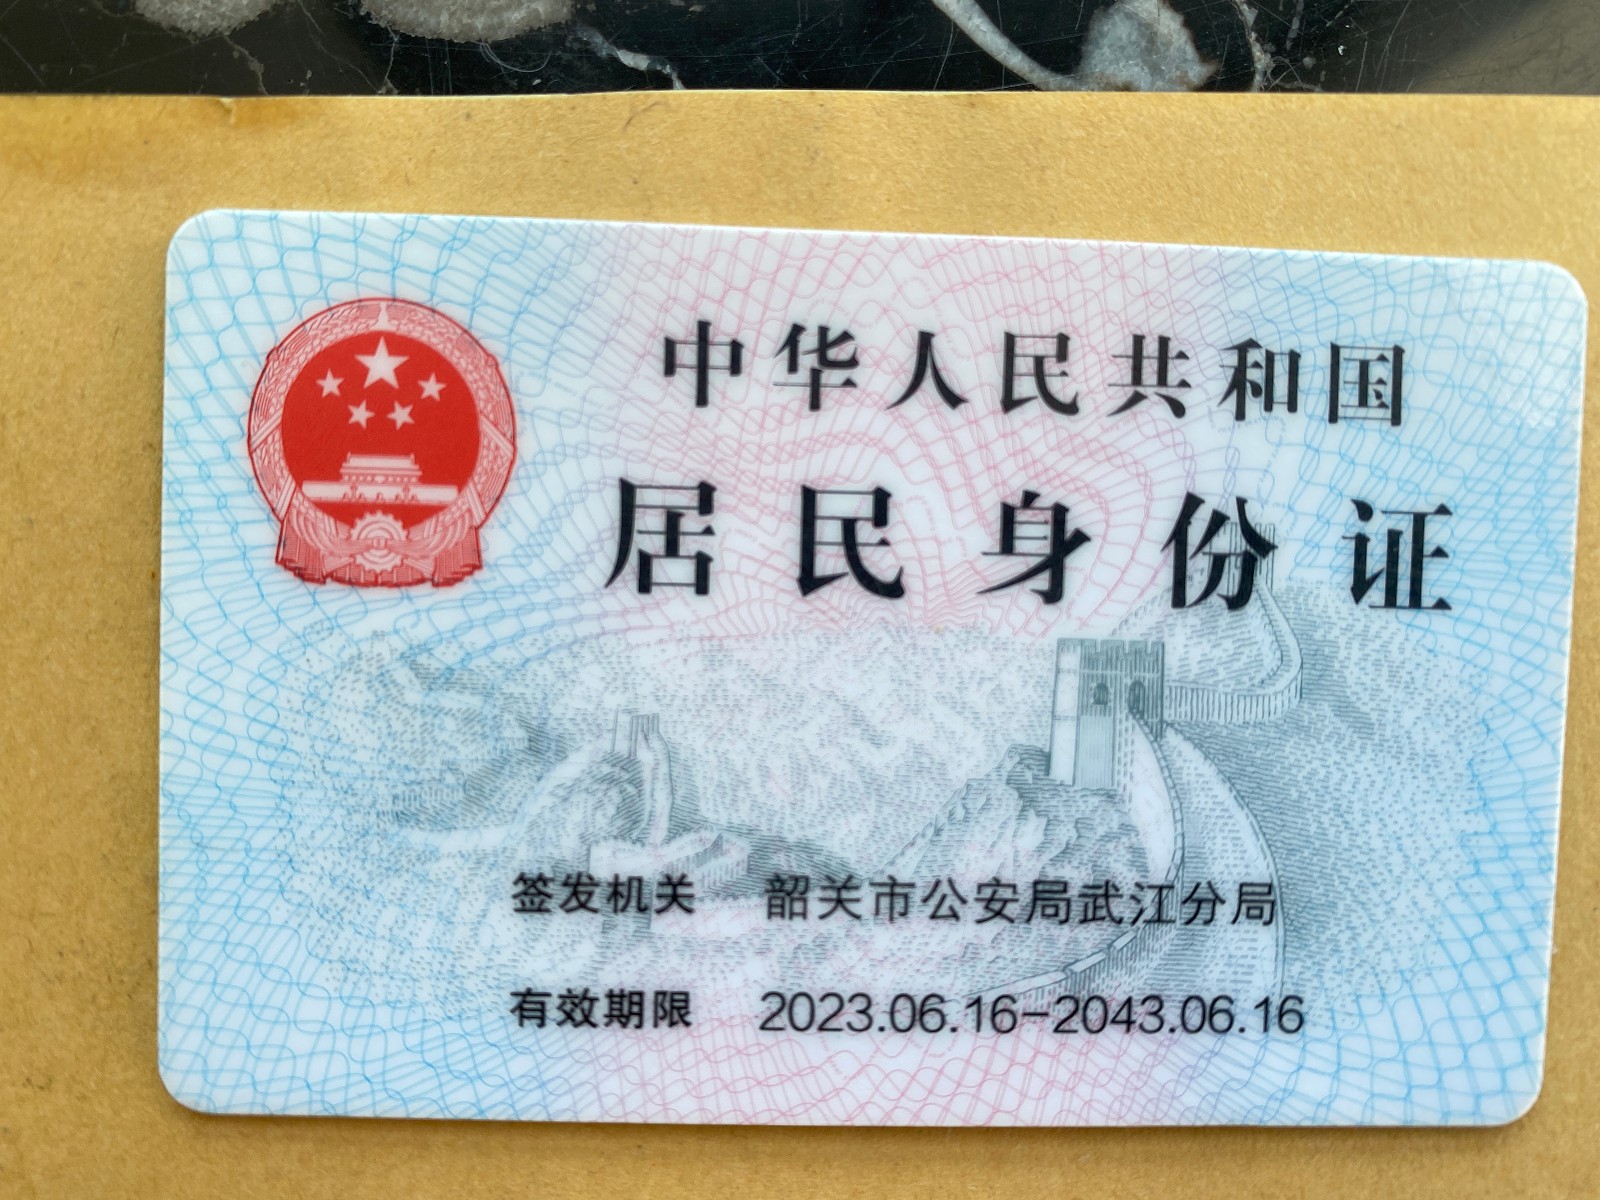 中华人民共和国
居民身份证
签发机关 韶关市公安局武江分局
有效期限 2023.06.16-2043.06.16